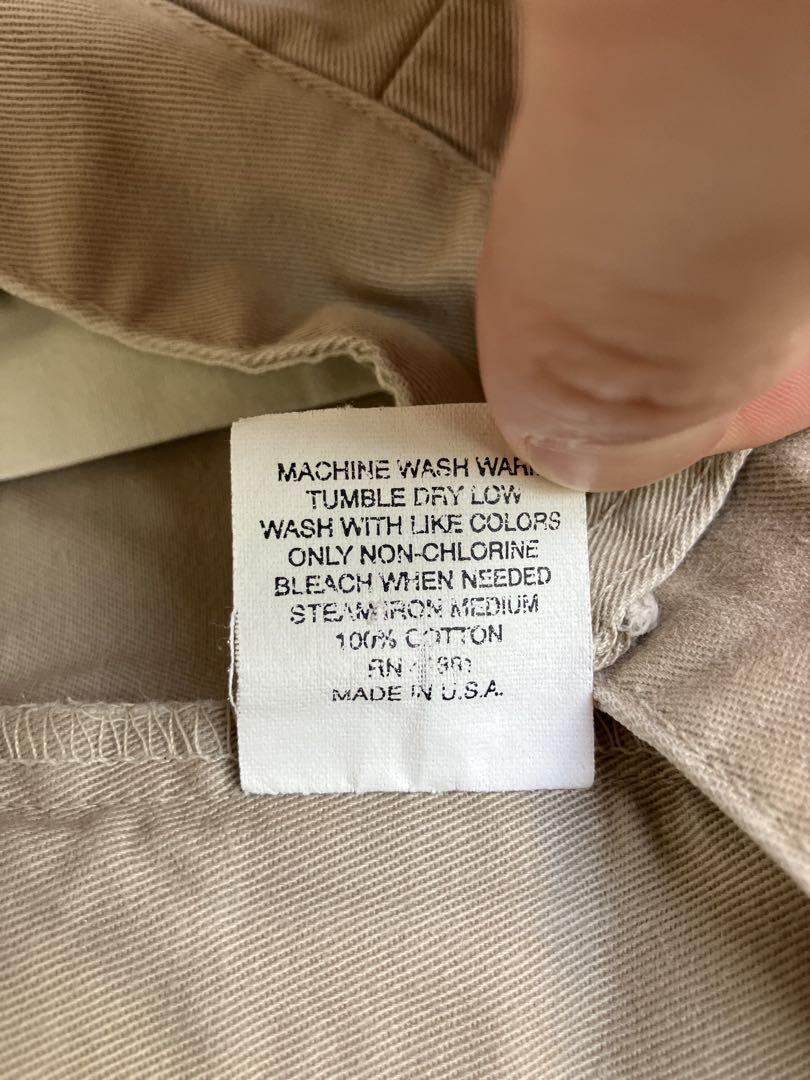 MACHINE WASH WARM
TUMBLE DRY LOW
WASH WITH LIKE COLORS
ONLY NON-CHLORINE
BLEACH WHEN NEEDED
STEAM IRON MEDIUM
100% COTTON
RN
MADE IN U.S.A.